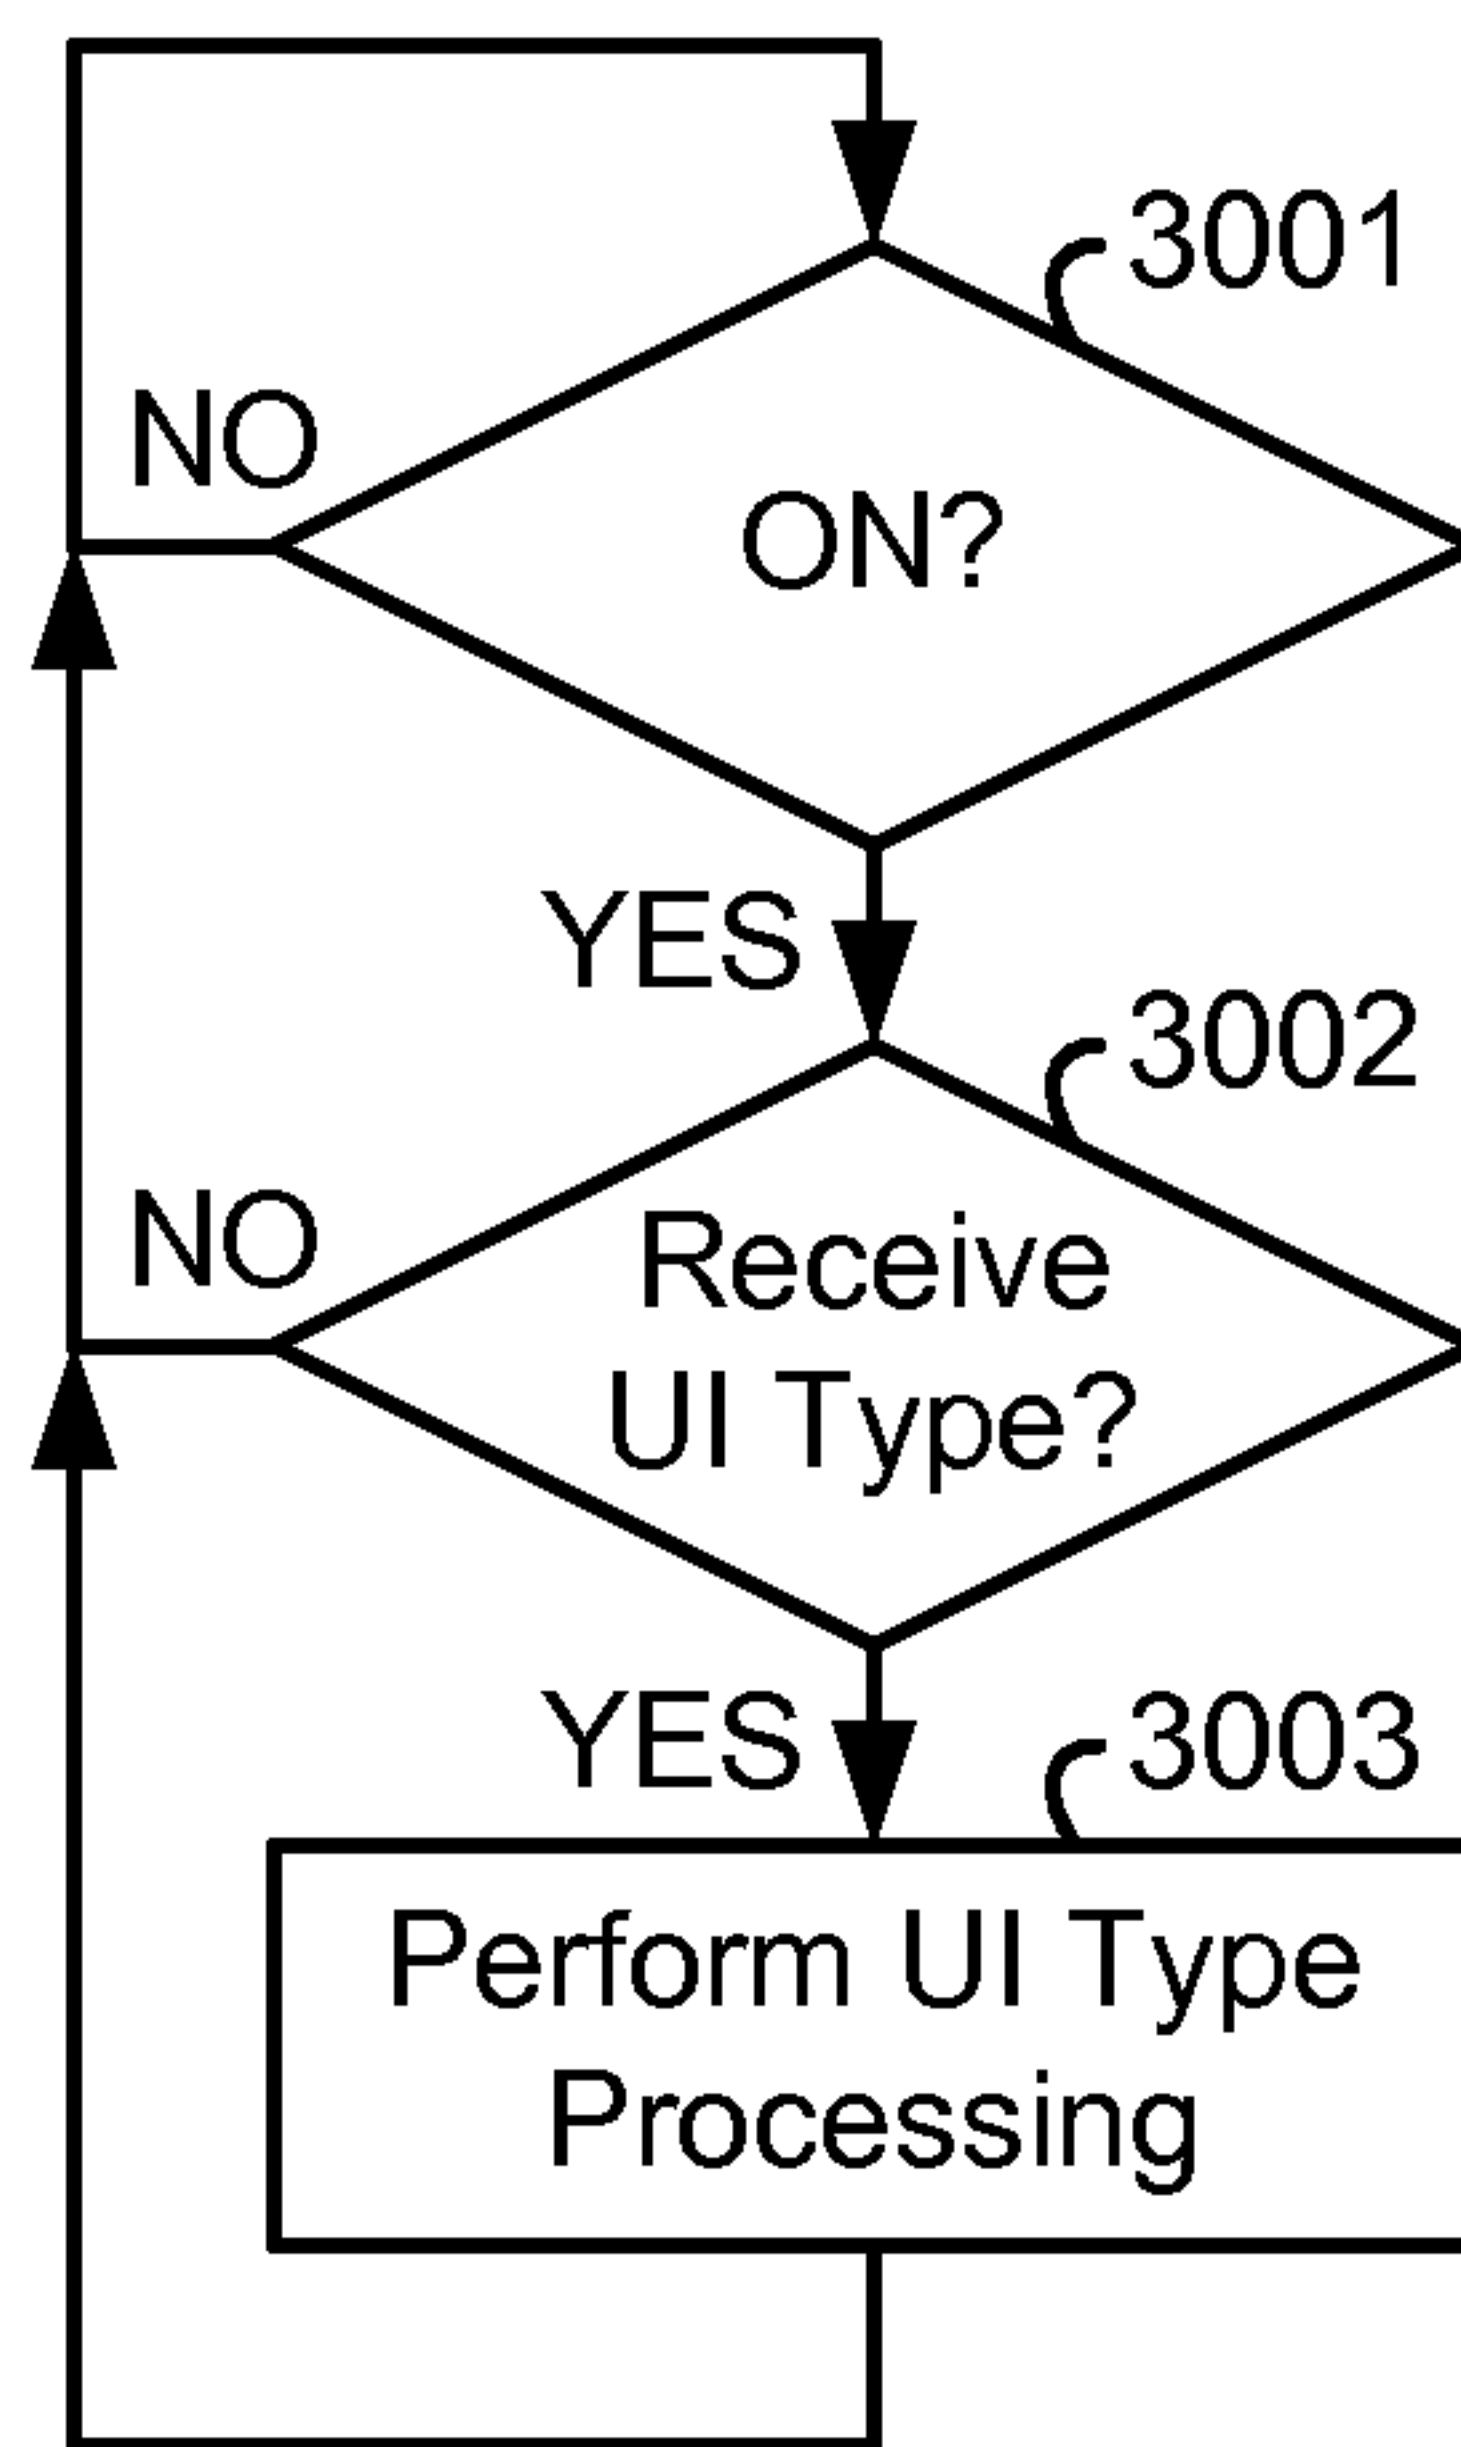 3001
NO
ON?
YES
3002
NO
Receive
UI Type?
YES
3003
Perform UI Type
Processing